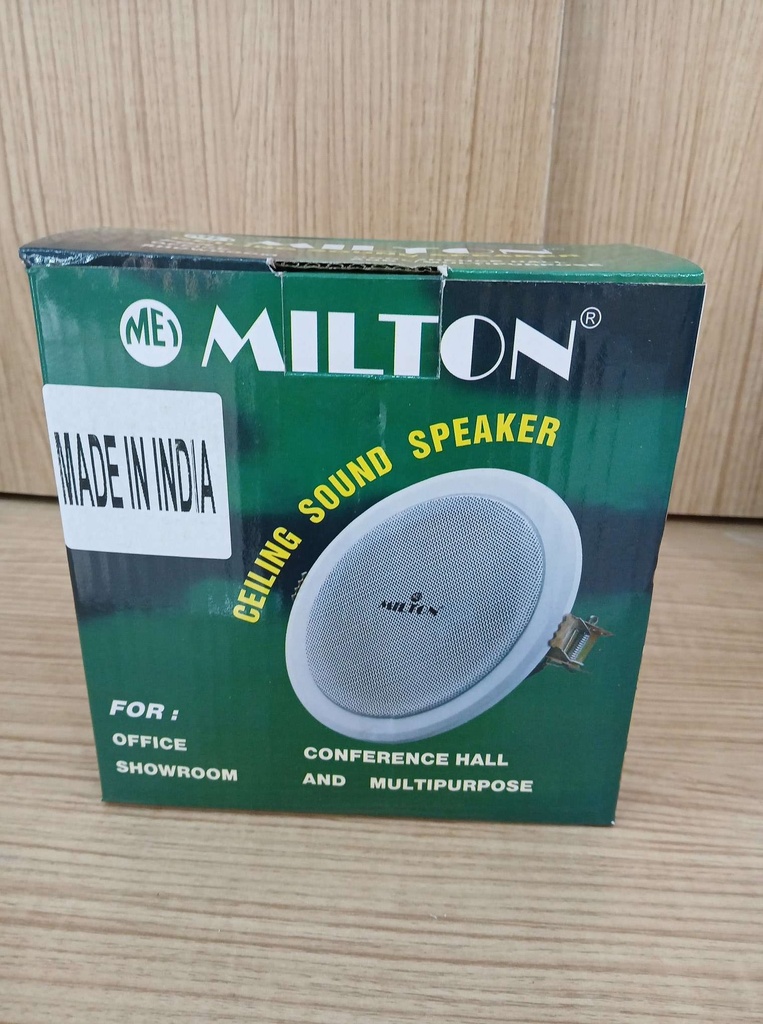 MEI MILTON®
MADE IN INDIA
CEILING SOUND SPEAKER
MILTON
FOR :
OFFICE
SHOWROOM
CONFERENCE HALL
AND MULTIPURPOSE